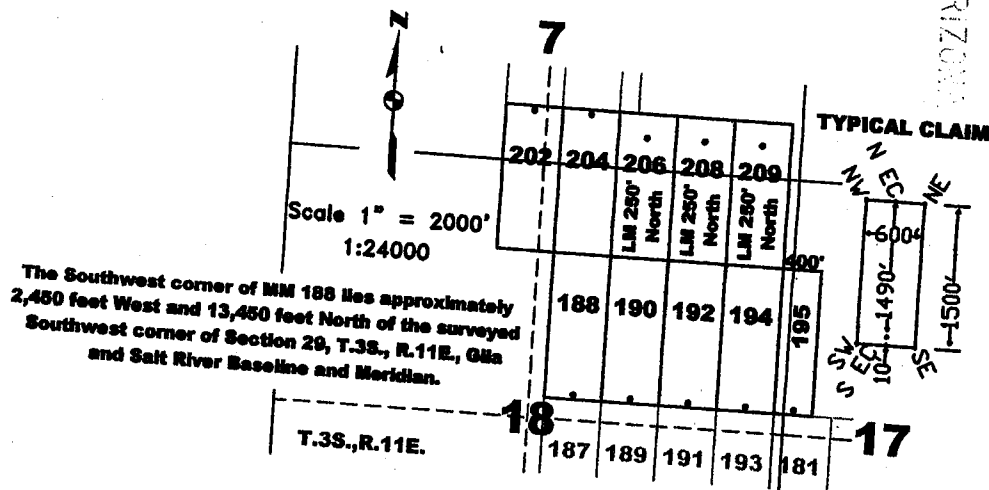 RIZON
N
7
TYPICAL CLAIM
202 204 206 208 209
LM 250' North
LM 250' North
LM 250' North
400'
Scale 1" = 2000'
1:24000
The Southwest corner of MM 188 lies approximately
2,450 feet West and 13,450 feet North of the surveyed
Southwest corner of Section 29, T.3S., R.11E., Gila
and Salt River Baseline and Meridian.
188 190 192 194 195
NW
N EC
NE
600'
1490'
1500'
10'
SW
S EC
SE
18
17
T.3S.,R.11E.
187 189 191 193 181